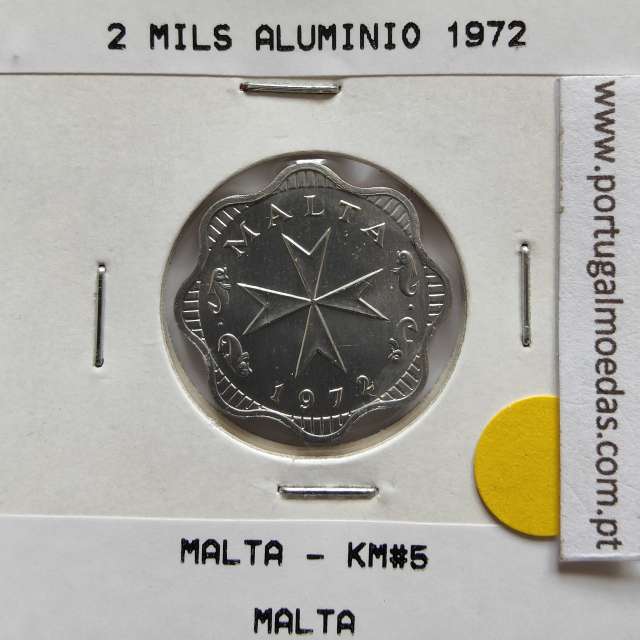 2 MILS ALUMINIO 1972
www.portugalmoedas.com.pt
MALTA
1972
MALTA - KM#5
MALTA